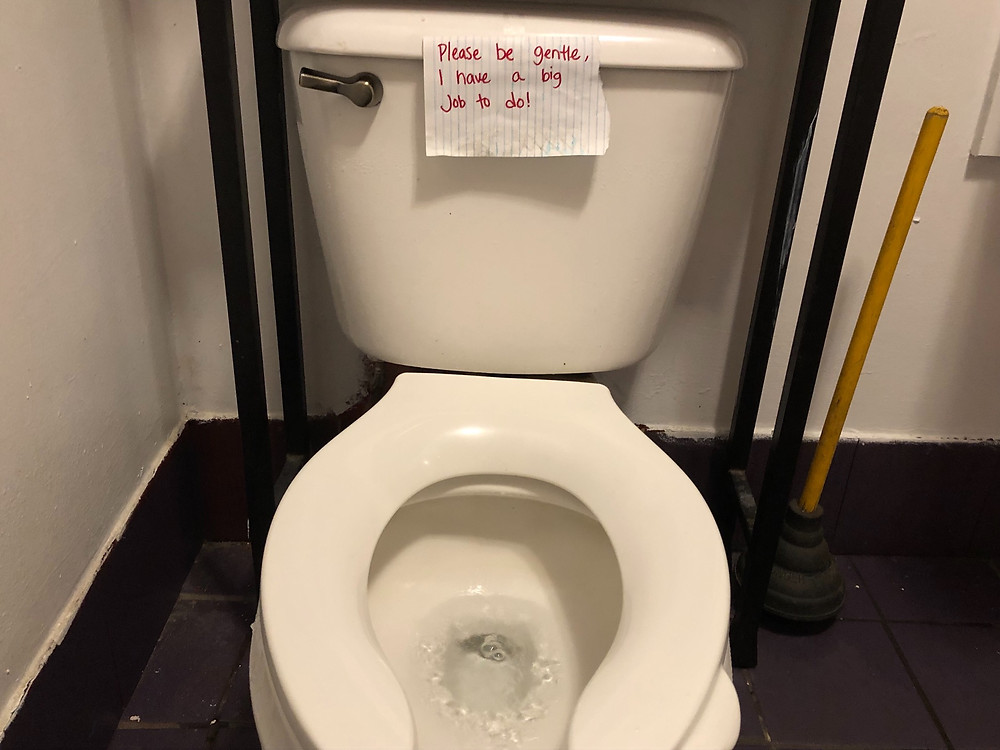 Please be gentle,
I have a big
Job to do!